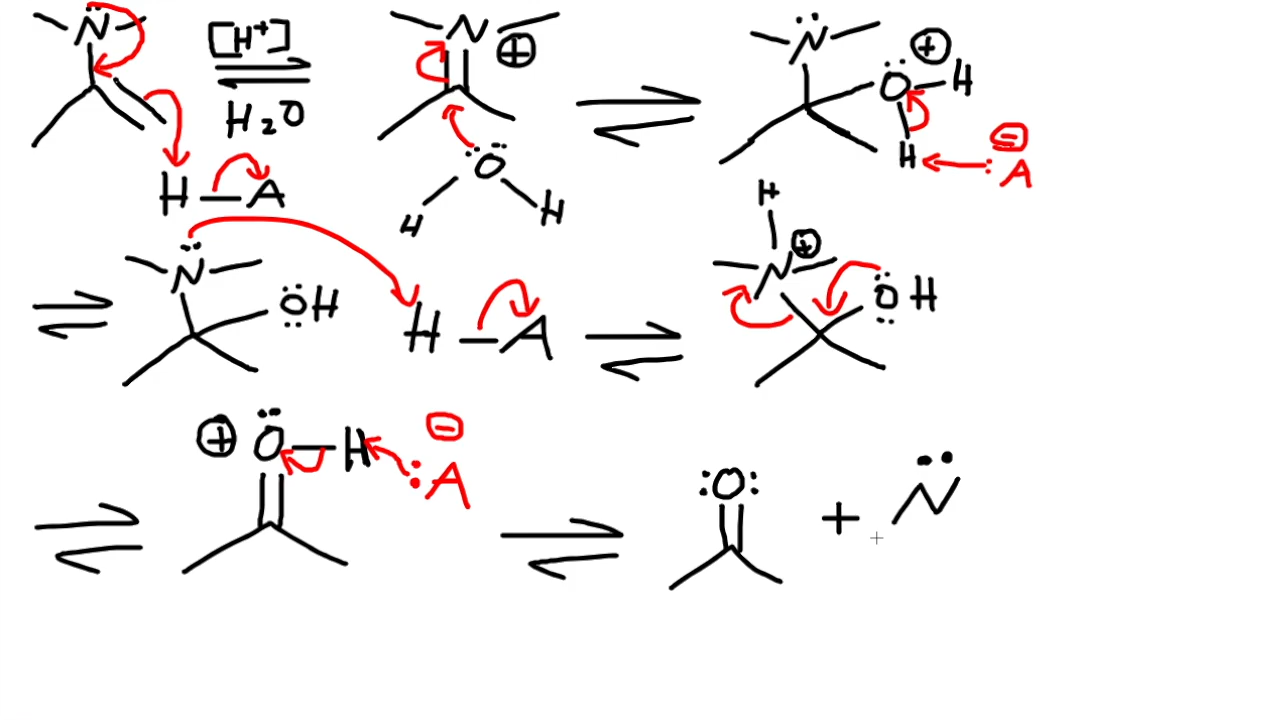 N [H+] N ⊕ N ⊕
H2O O H
H—A O H H ⊖ A
H H
N OH H—A H N ⊕ OH
⊕ O—H ⊖ A
O + N